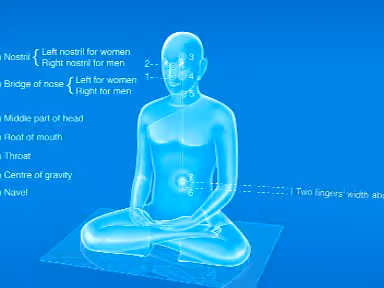 ) Nostril { Left nostril for women
Right nostril for men
) Bridge of nose { Left for women
Right for men
) Middle part of head
) Roof of mouth
) Throat
) Centre of gravity
) Navel
2
1
3
4
5
7
6
Two fingers' width abo